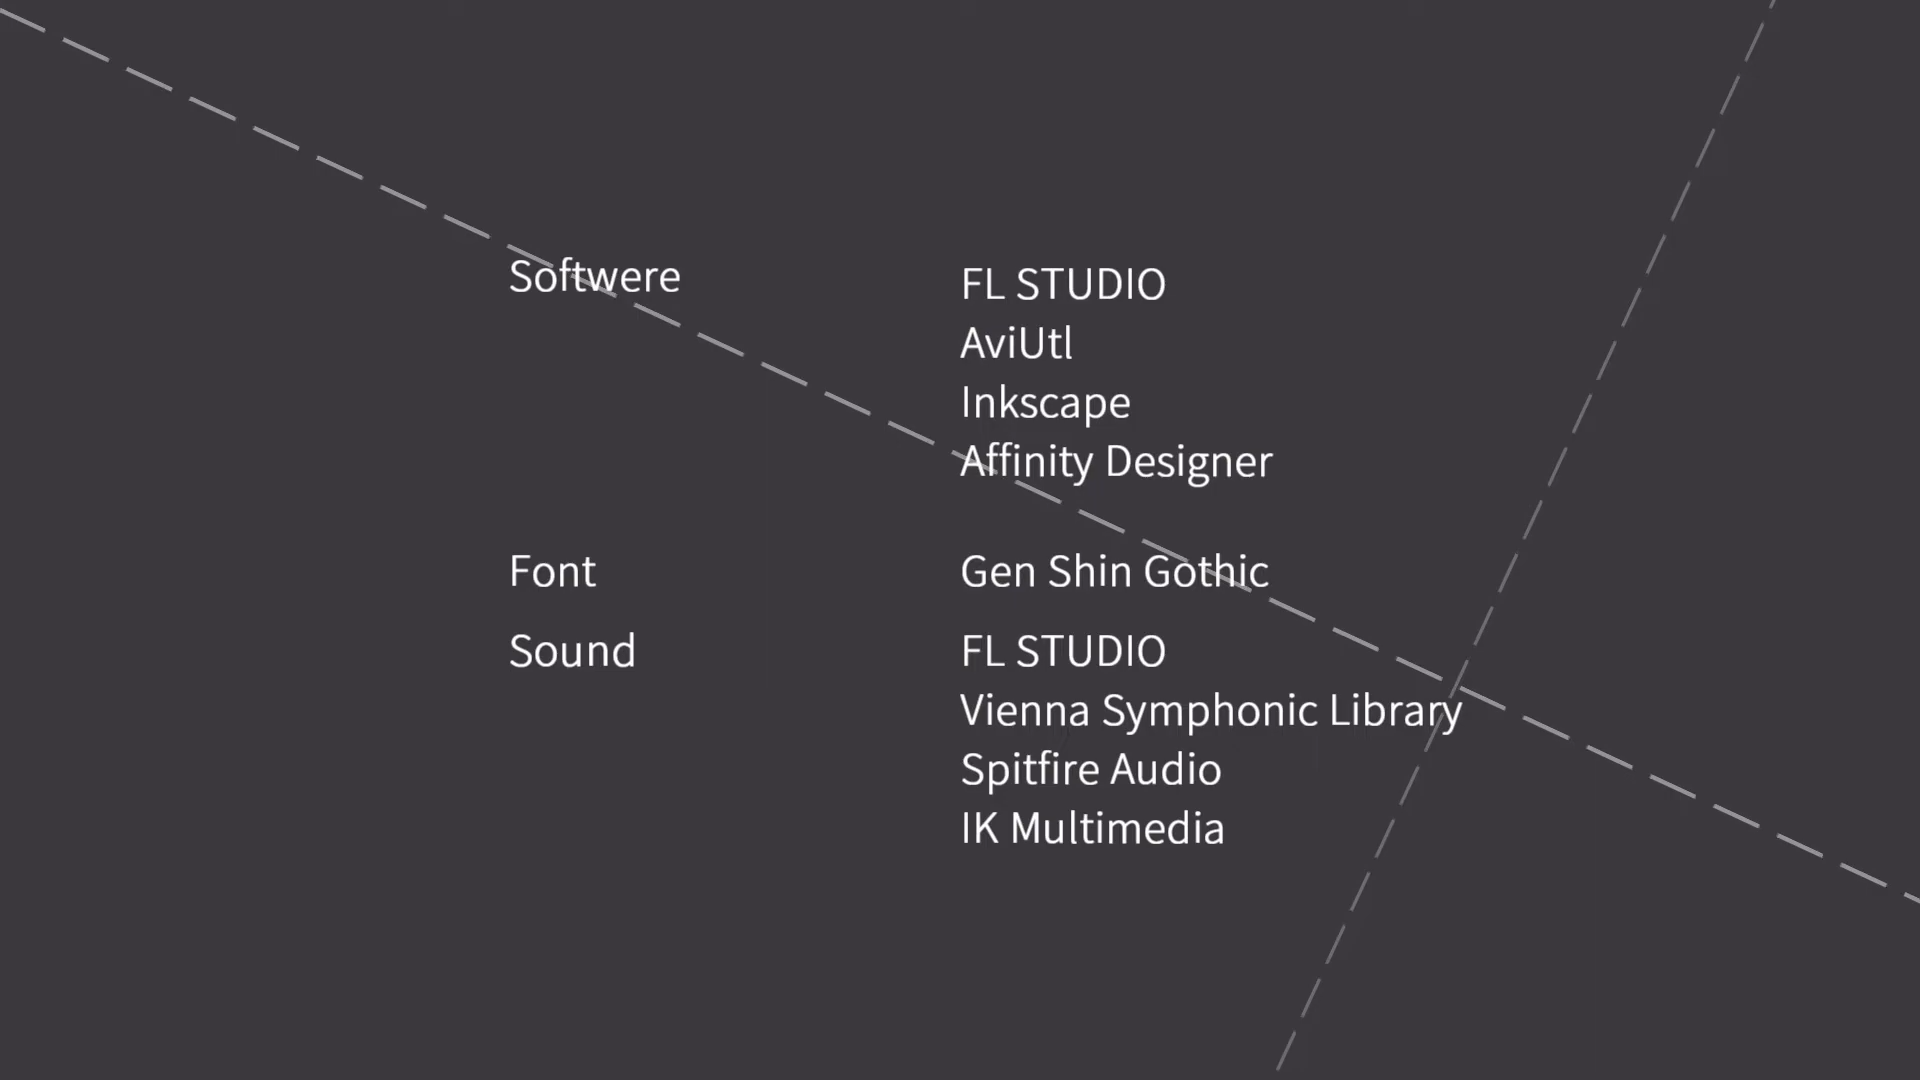 Softwere FL STUDIO
AviUtl
Inkscape
Affinity Designer
Font Gen Shin Gothic
Sound FL STUDIO
Vienna Symphonic Library
Spitfire Audio
IK Multimedia